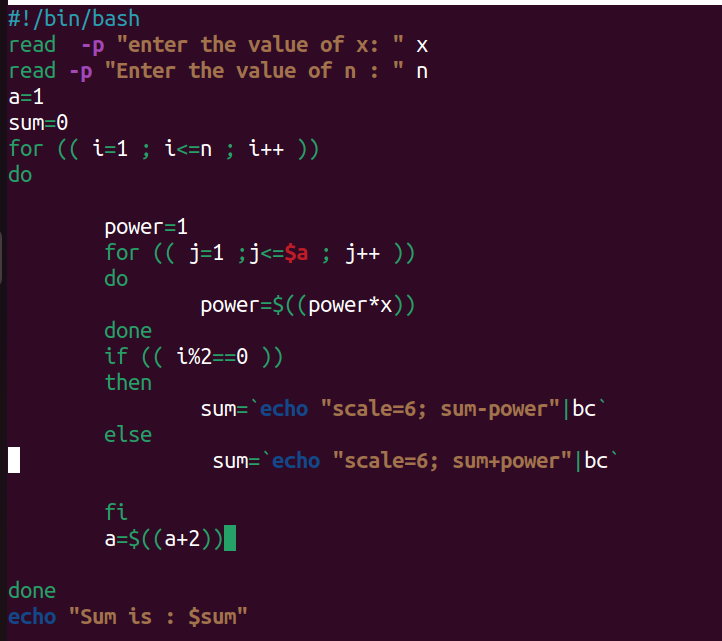 #!/bin/bash
read  -p "enter the value of x: " x
read -p "Enter the value of n : " n
a=1
sum=0
for (( i=1 ; i<=n ; i++ ))
do
        power=1
        for (( j=1 ;j<=$a ; j++ ))
        do
                power=$((power*x))
        done
        if (( i%2==0 ))
        then
                sum=`echo "scale=6; sum-power"|bc`
        else
                 sum=`echo "scale=6; sum+power"|bc`
        fi
        a=$((a+2))
done
echo "Sum is : $sum"